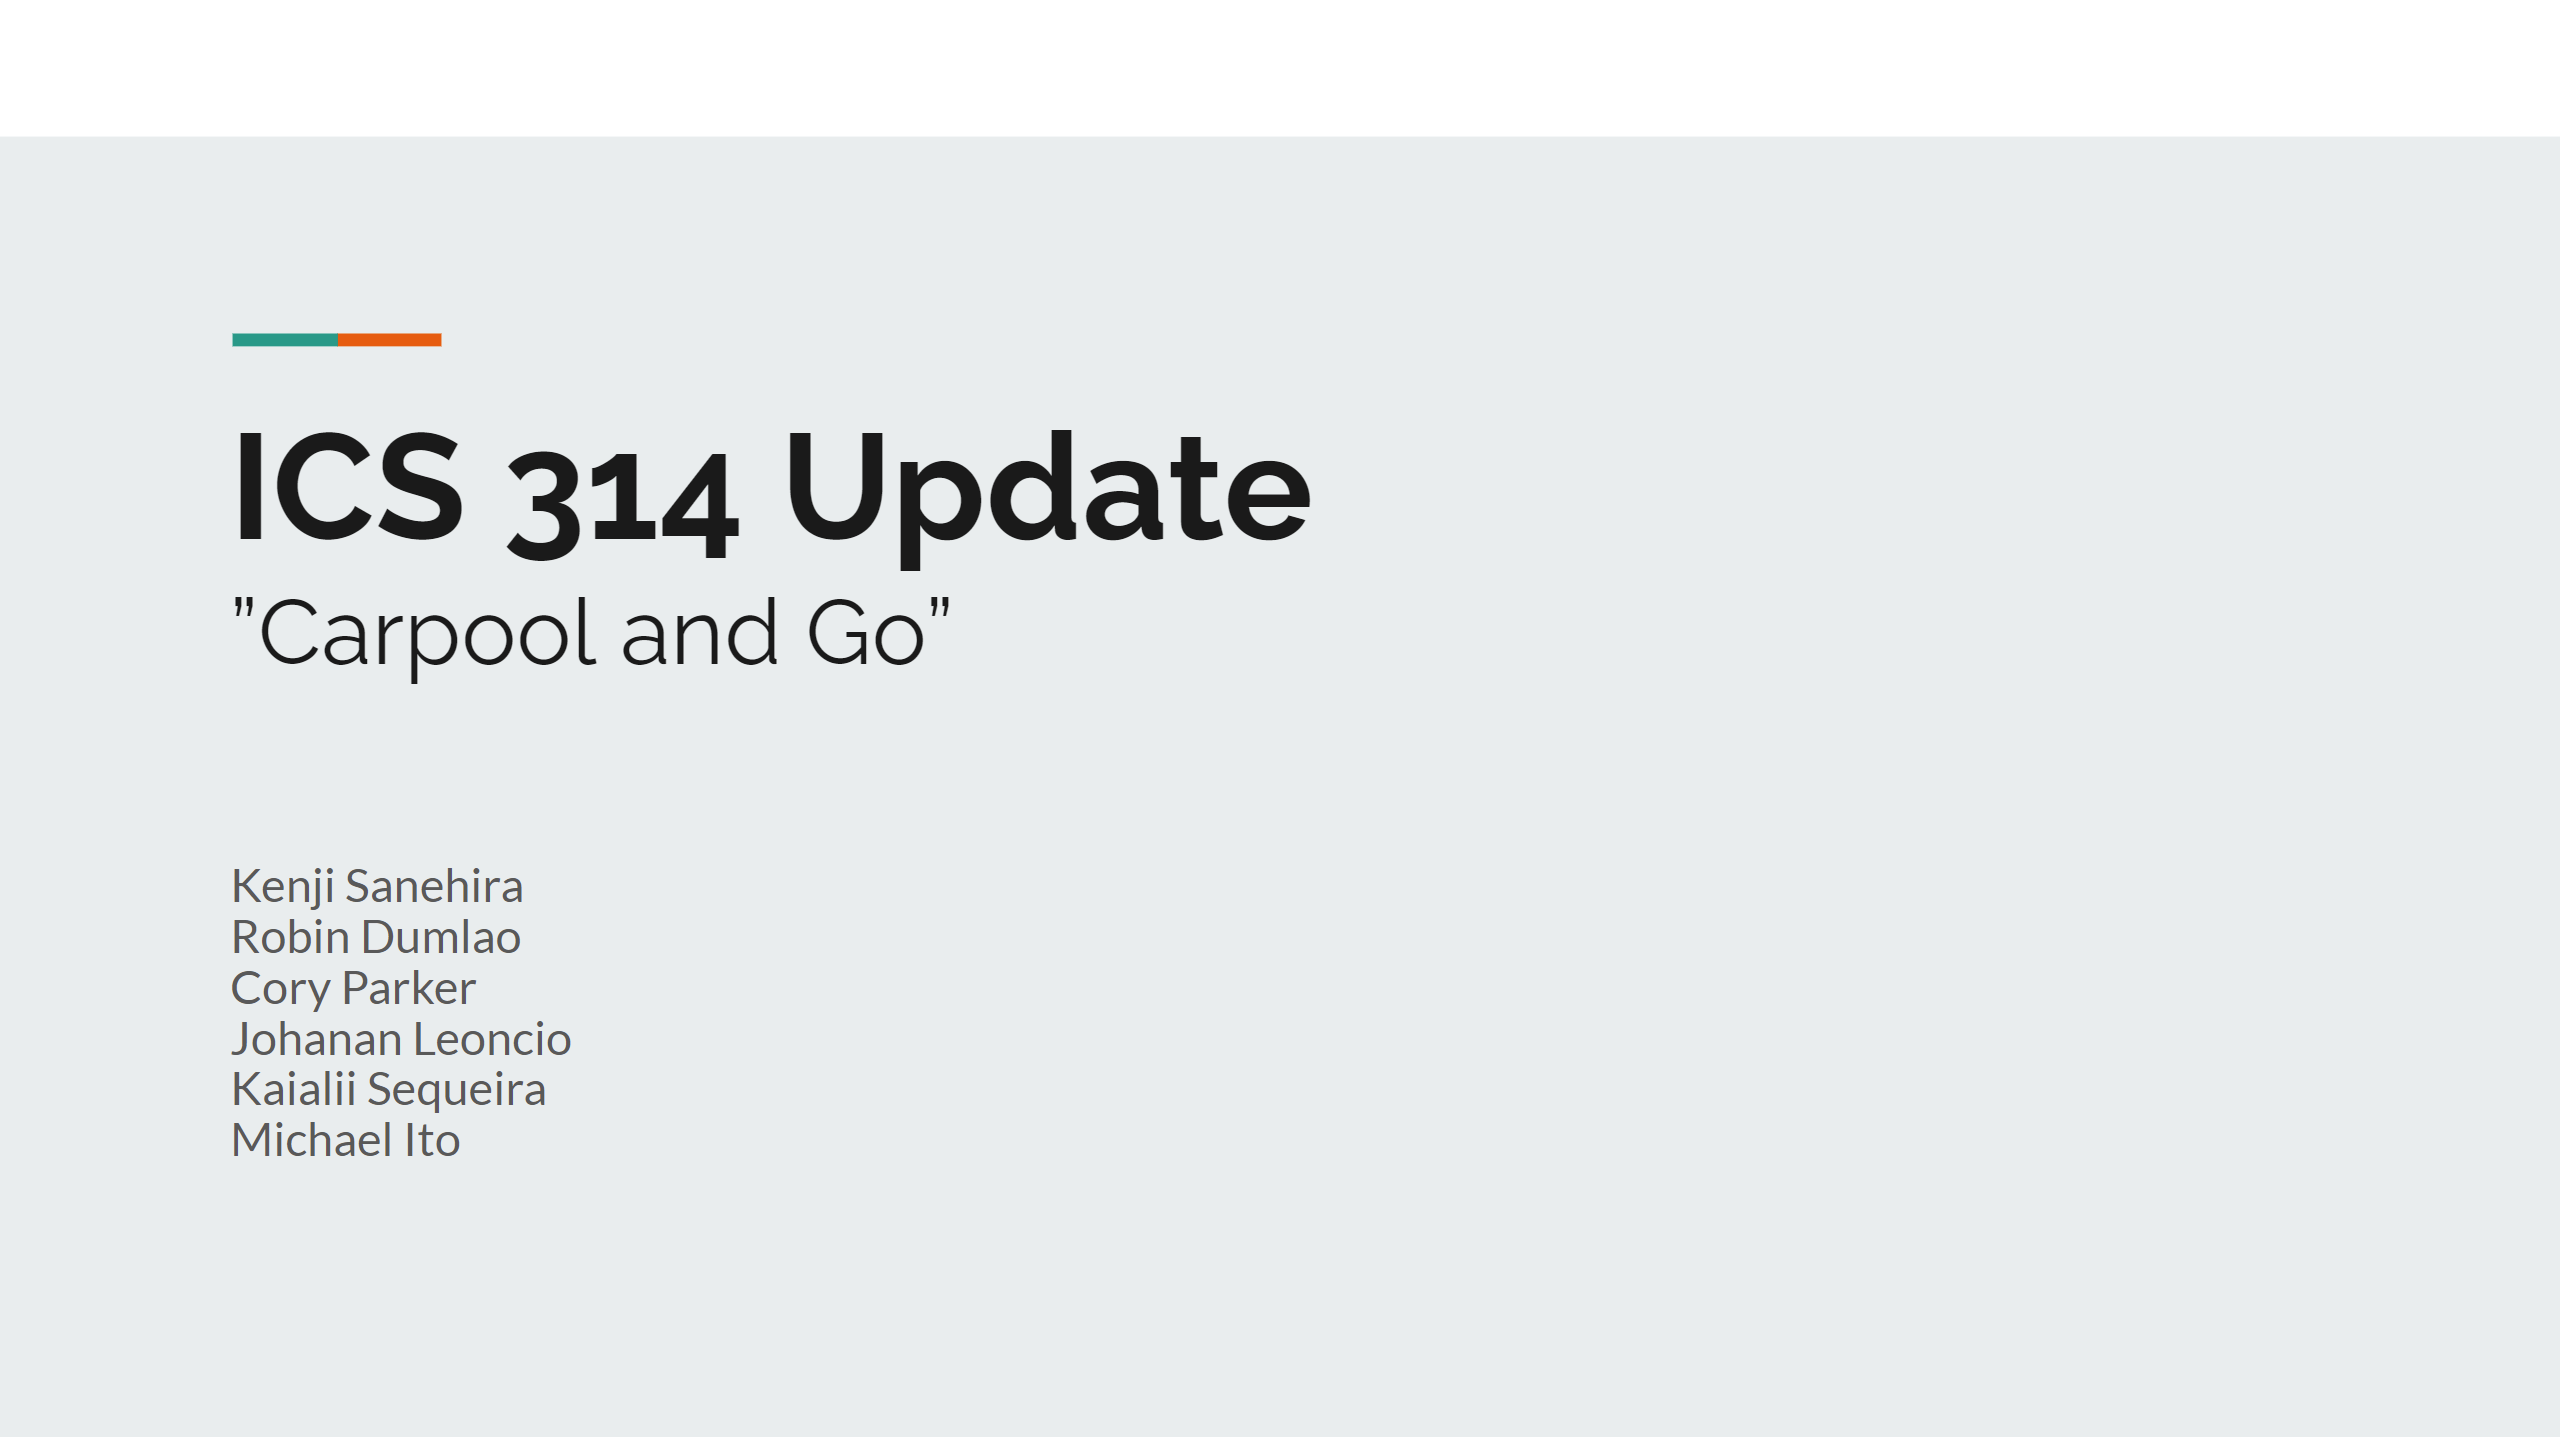 ICS 314 Update
”Carpool and Go”
Kenji Sanehira
Robin Dumlao
Cory Parker
Johanan Leoncio
Kaialii Sequeira
Michael Ito